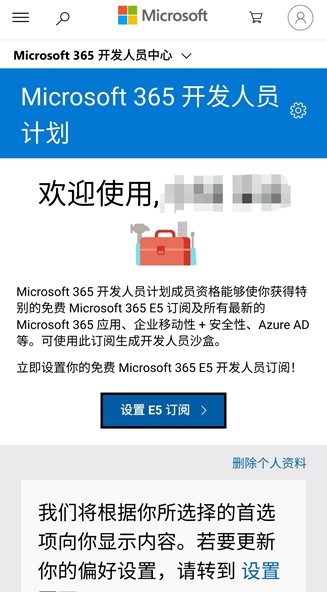 Microsoft
Microsoft 365 开发人员中心
Microsoft 365 开发人员
计划
欢迎使用,
Microsoft 365 开发人员计划成员资格能够使你获得特
别的免费 Microsoft 365 E5 订阅及所有最新的
Microsoft 365 应用、企业移动性 + 安全性、Azure AD
等。可使用此订阅生成开发人员沙盒。
立即设置你的免费 Microsoft 365 E5 开发人员订阅！
设置 E5 订阅
删除个人资料
我们将根据你所选择的首选
项向你显示内容。若要更新
你的偏好设置，请转到 设置